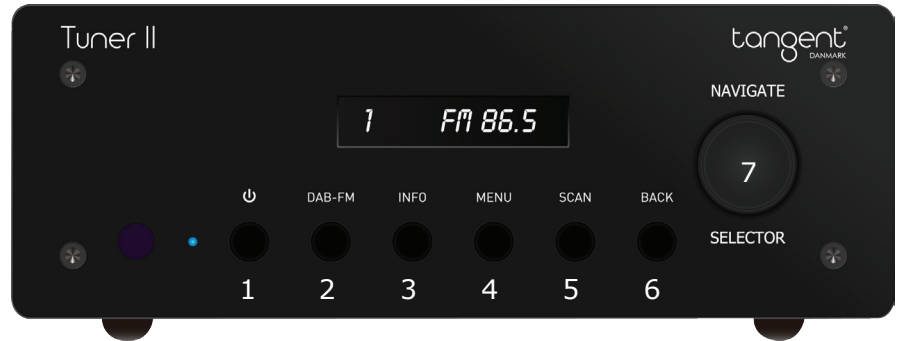 Tuner II
tangent®
DANMARK
NAVIGATE
1 FM 86.5
7
⏻ DAB-FM INFO MENU SCAN BACK
SELECTOR
1 2 3 4 5 6